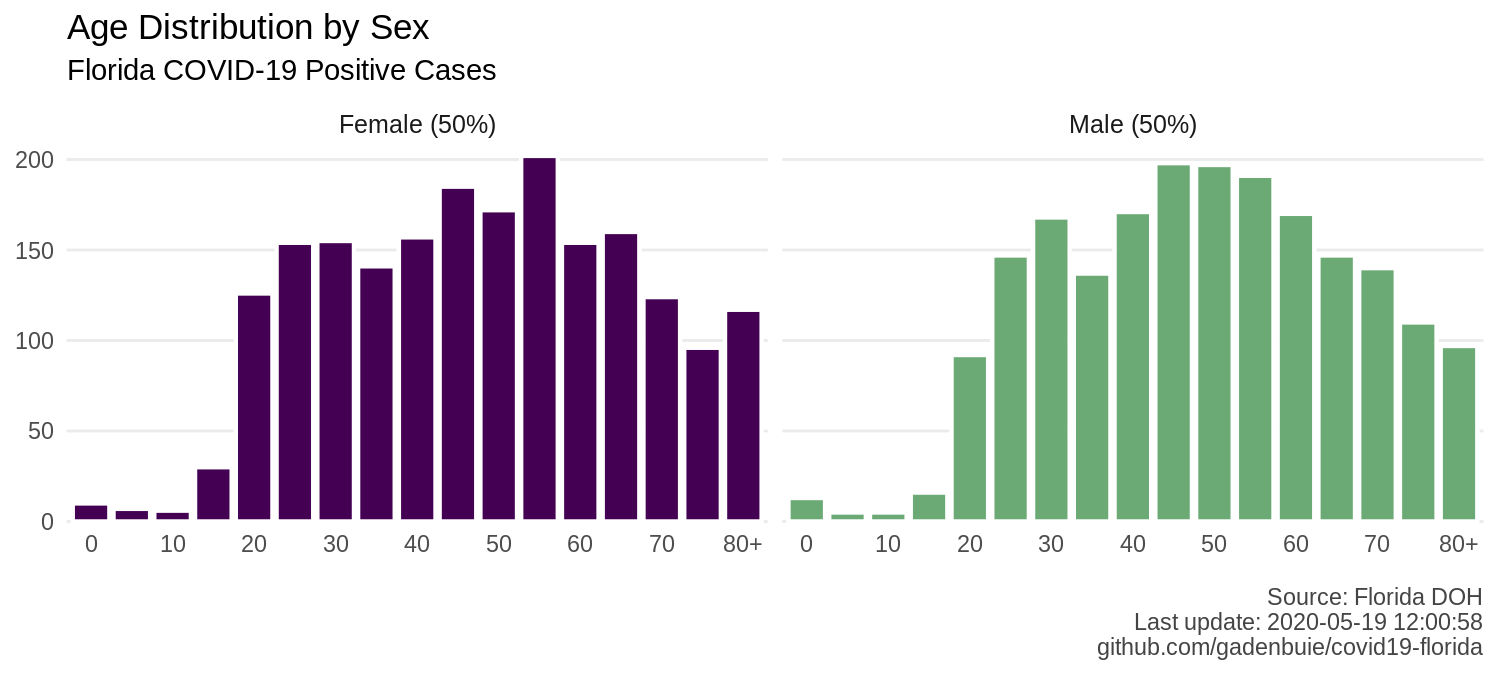 Age Distribution by Sex
Florida COVID-19 Positive Cases
Female (50%)
Male (50%)
200
150
100
50
0
0 10 20 30 40 50 60 70 80+
0 10 20 30 40 50 60 70 80+
Source: Florida DOH
Last update: 2020-05-19 12:00:58
github.com/gadenbuie/covid19-florida